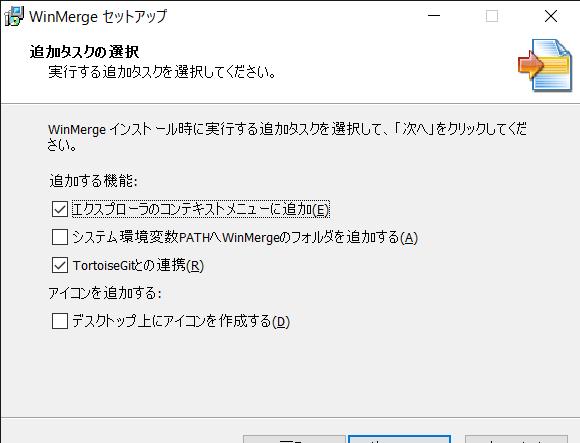 WinMerge セットアップ
追加タスクの選択
実行する追加タスクを選択してください。
WinMerge インストール時に実行する追加タスクを選択して、「次へ」をクリックしてくだ
さい。
追加する機能:
エクスプローラのコンテキストメニューに追加(E)
システム環境変数PATHへWinMergeのフォルダを追加する(A)
TortoiseGitとの連携(R)
アイコンを追加する:
デスクトップ上にアイコンを作成する(D)